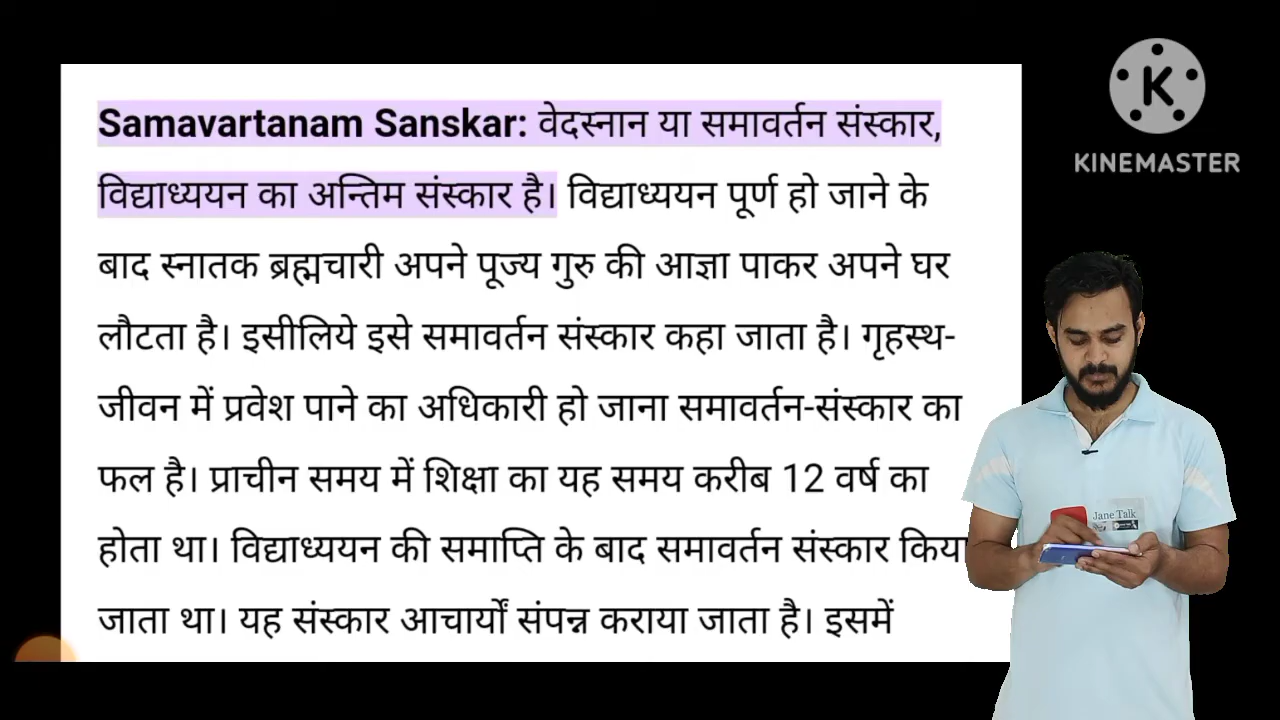 Samavartanam Sanskar: वेदस्नान या समावर्तन संस्कार,
विद्याध्ययन का अन्तिम संस्कार है। विद्याध्ययन पूर्ण हो जाने के
बाद स्नातक ब्रह्मचारी अपने पूज्य गुरु की आज्ञा पाकर अपने घर
लौटता है। इसीलिये इसे समावर्तन संस्कार कहा जाता है। गृहस्थ-
जीवन में प्रवेश पाने का अधिकारी हो जाना समावर्तन-संस्कार का
फल है। प्राचीन समय में शिक्षा का यह समय करीब 12 वर्ष का
होता था। विद्याध्ययन की समाप्ति के बाद समावर्तन संस्कार किया
जाता था। यह संस्कार आचार्यों संपन्न कराया जाता है। इसमें
K
KINEMASTER
Jane Talk